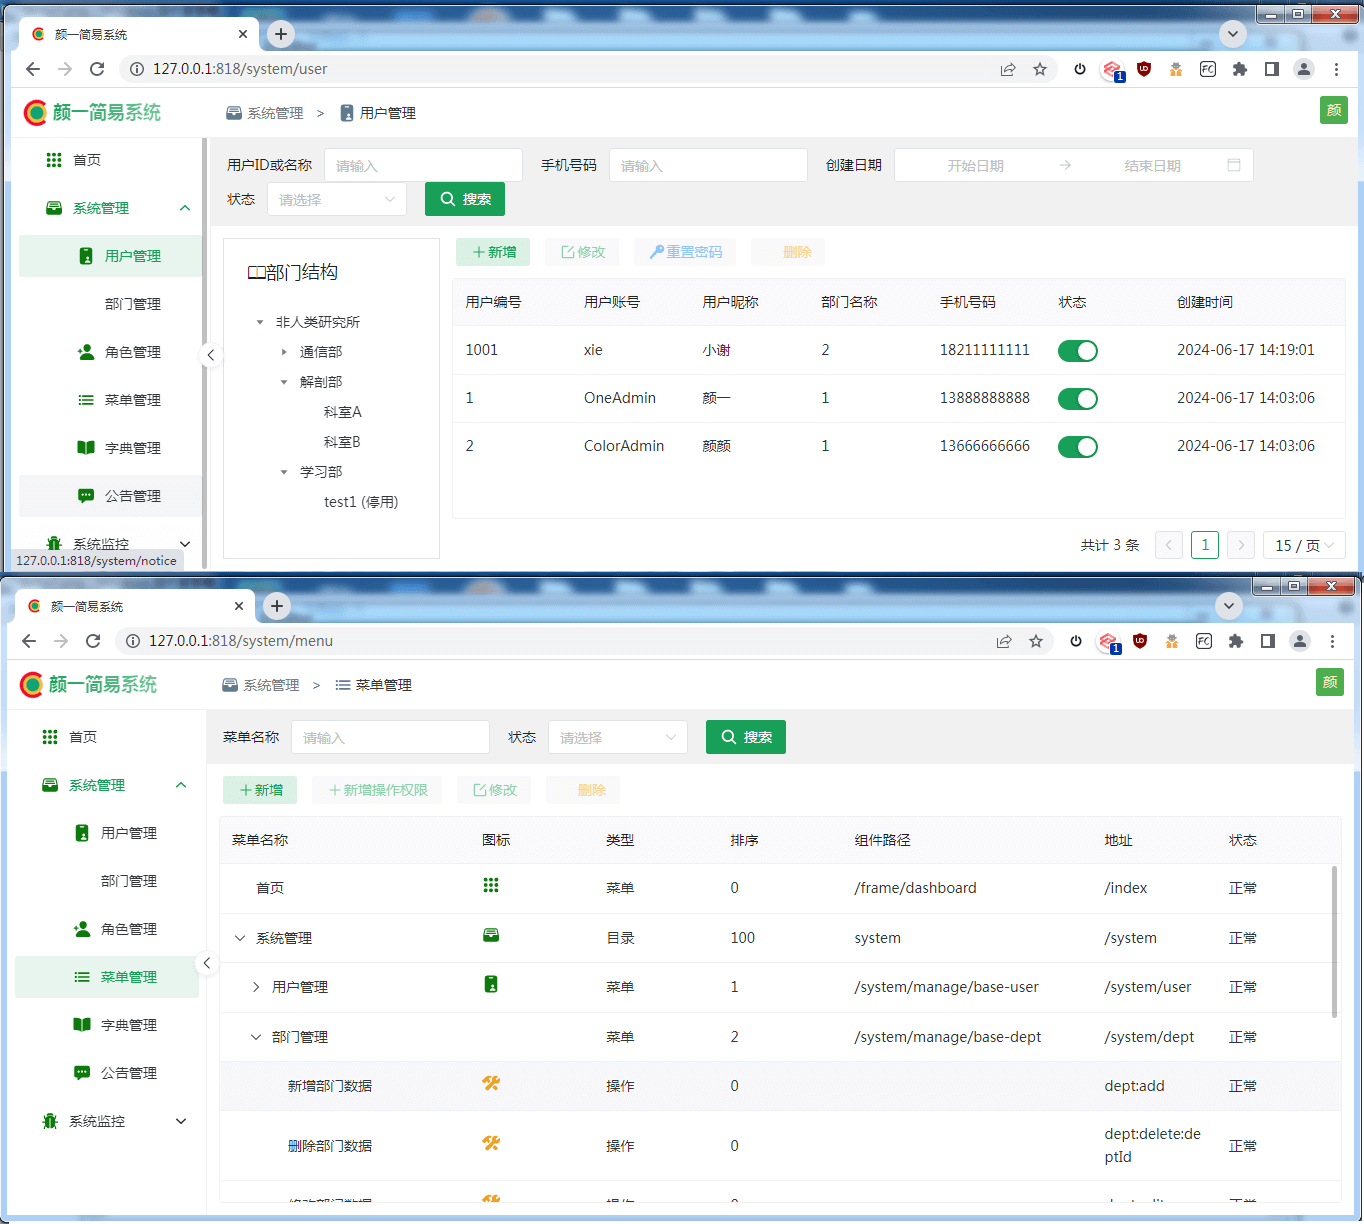 颜一简易系统
127.0.0.1:818/system/user
1
颜一简易系统
系统管理 > 用户管理
颜
首页
系统管理
用户管理
部门管理
角色管理
菜单管理
字典管理
公告管理
系统监控
127.0.0.1:818/system/notice
用户ID或名称 请输入 手机号码 请输入 创建日期 开始日期 结束日期
状态 请选择 搜索
部门结构
非人类研究所
通信部
解剖部
科室A
科室B
学习部
test1 (停用)
新增 修改 重置密码 删除
用户编号 用户账号 用户昵称 部门名称 手机号码 状态 创建时间
1001 xie 小谢 2 18211111111 2024-06-17 14:19:01
1 OneAdmin 颜一 1 13888888888 2024-06-17 14:03:06
2 ColorAdmin 颜颜 1 13666666666 2024-06-17 14:03:06
共计 3 条 1 15 / 页
颜一简易系统
127.0.0.1:818/system/menu
1
颜一简易系统
系统管理 > 菜单管理
颜
首页
系统管理
用户管理
部门管理
角色管理
菜单管理
字典管理
公告管理
系统监控
菜单名称 请输入 状态 请选择 搜索
新增 新增操作权限 修改 删除
菜单名称 图标 类型 排序 组件路径 地址 状态
首页 菜单 0 /frame/dashboard /index 正常
系统管理 目录 100 system /system 正常
用户管理 菜单 1 /system/manage/base-user /system/user 正常
部门管理 菜单 2 /system/manage/base-dept /system/dept 正常
新增部门数据 操作 0 dept:add 正常
删除部门数据 操作 0 dept:delete:de
ptId 正常